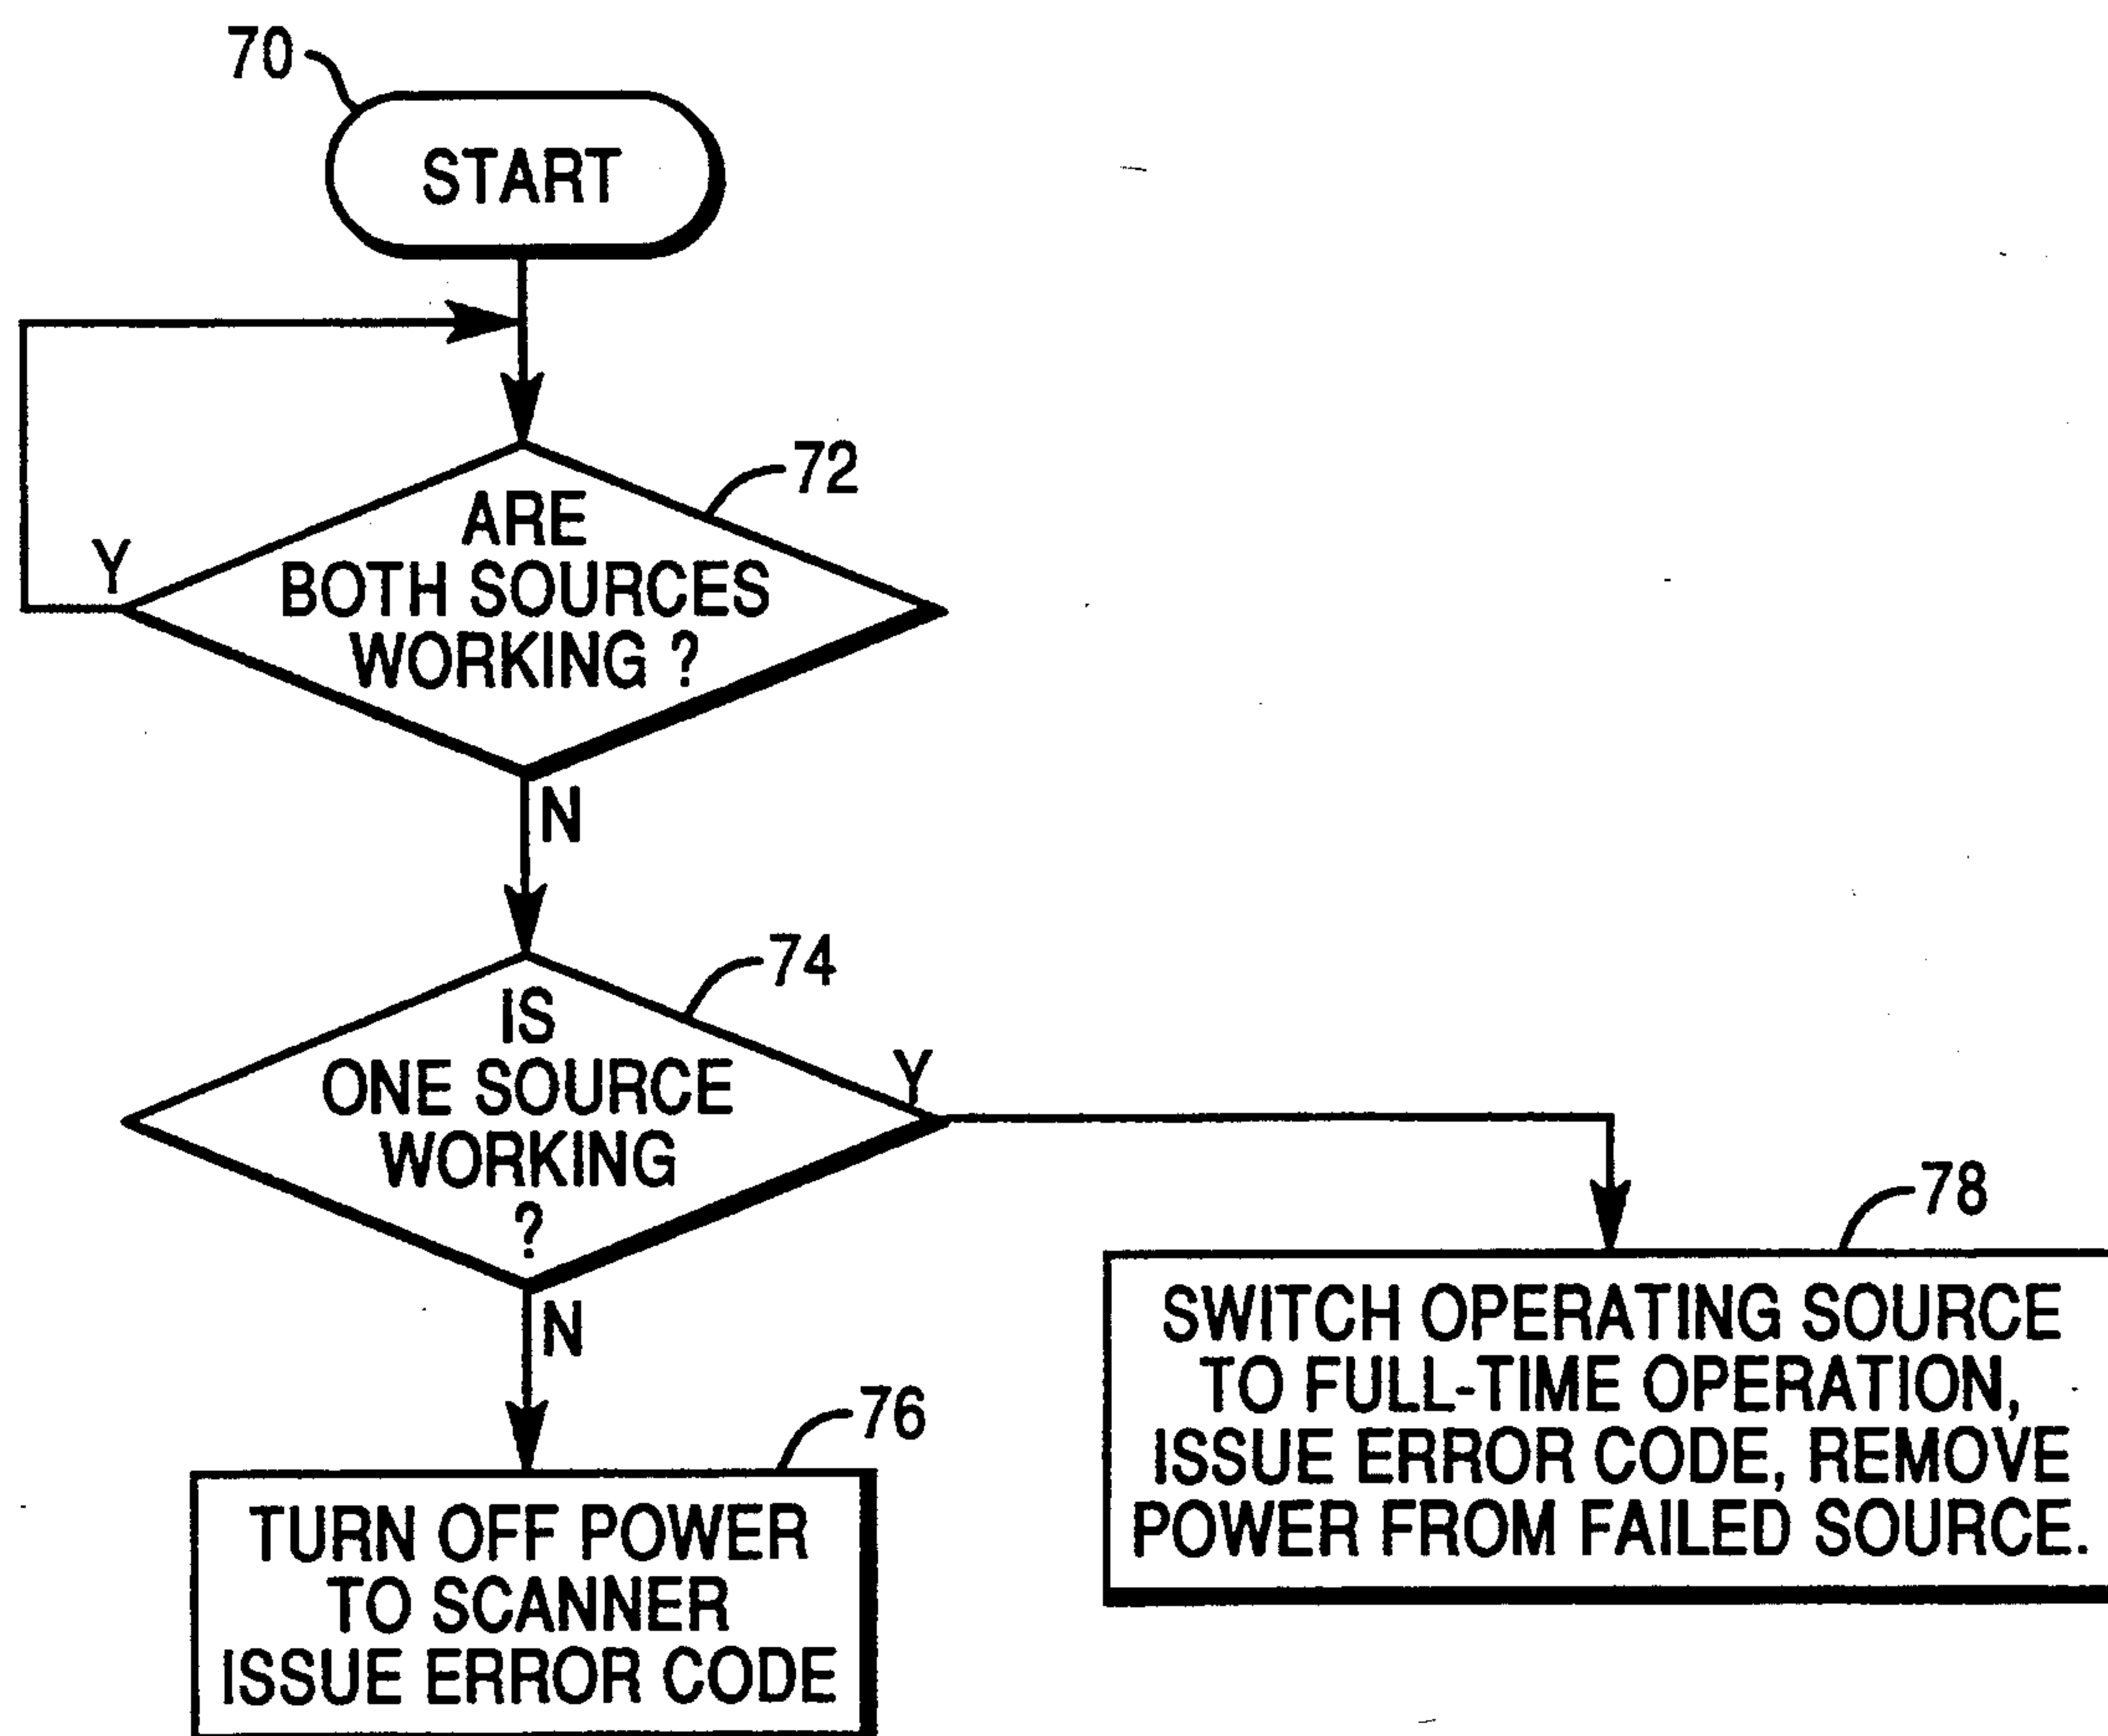 70
START
72
ARE
BOTH SOURCES
WORKING ?
Y
N
74
IS
ONE SOURCE
WORKING
?
Y
N
78
SWITCH OPERATING SOURCE
TO FULL-TIME OPERATION,
ISSUE ERROR CODE, REMOVE
POWER FROM FAILED SOURCE.
76
TURN OFF POWER
TO SCANNER
ISSUE ERROR CODE